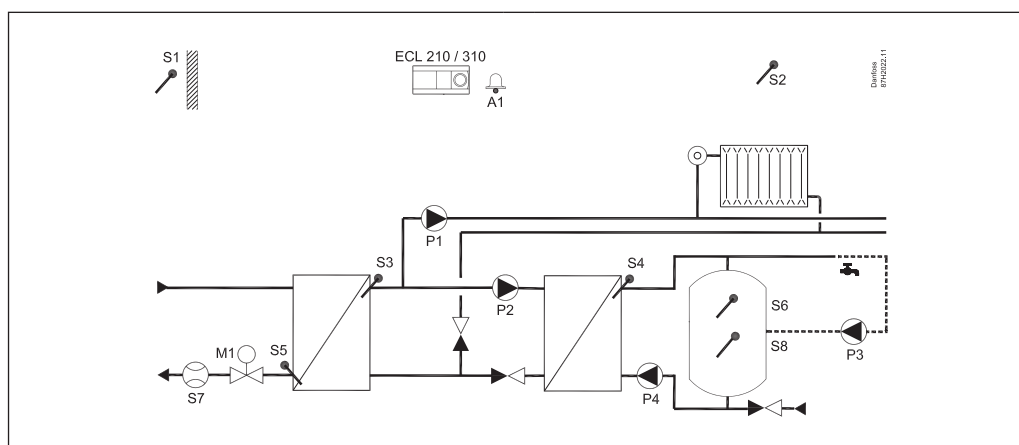 S1
ECL 210 / 310
A1
S2
Danfoss
87H2022.11
P1
S3
S4
P2
S6
S8
P3
M1
S5
S7
P4